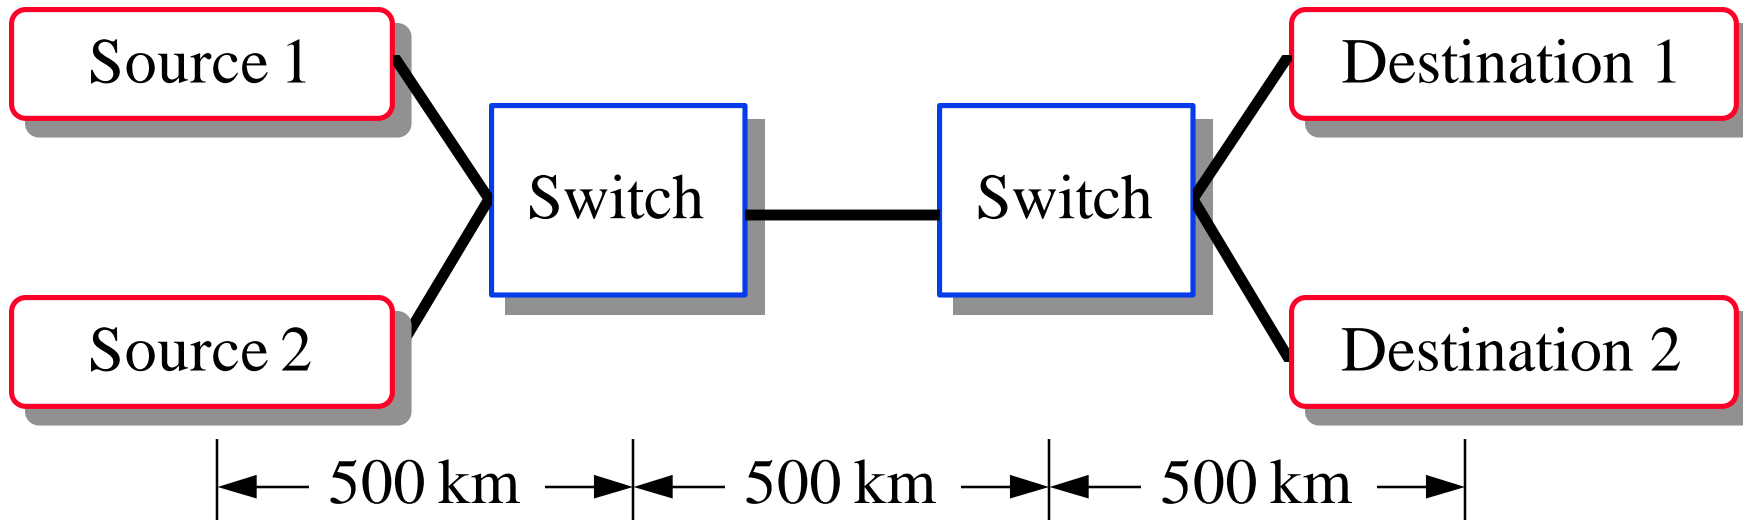 Source 1
Destination 1
Switch
Switch
Source 2
Destination 2
500 km
500 km
500 km